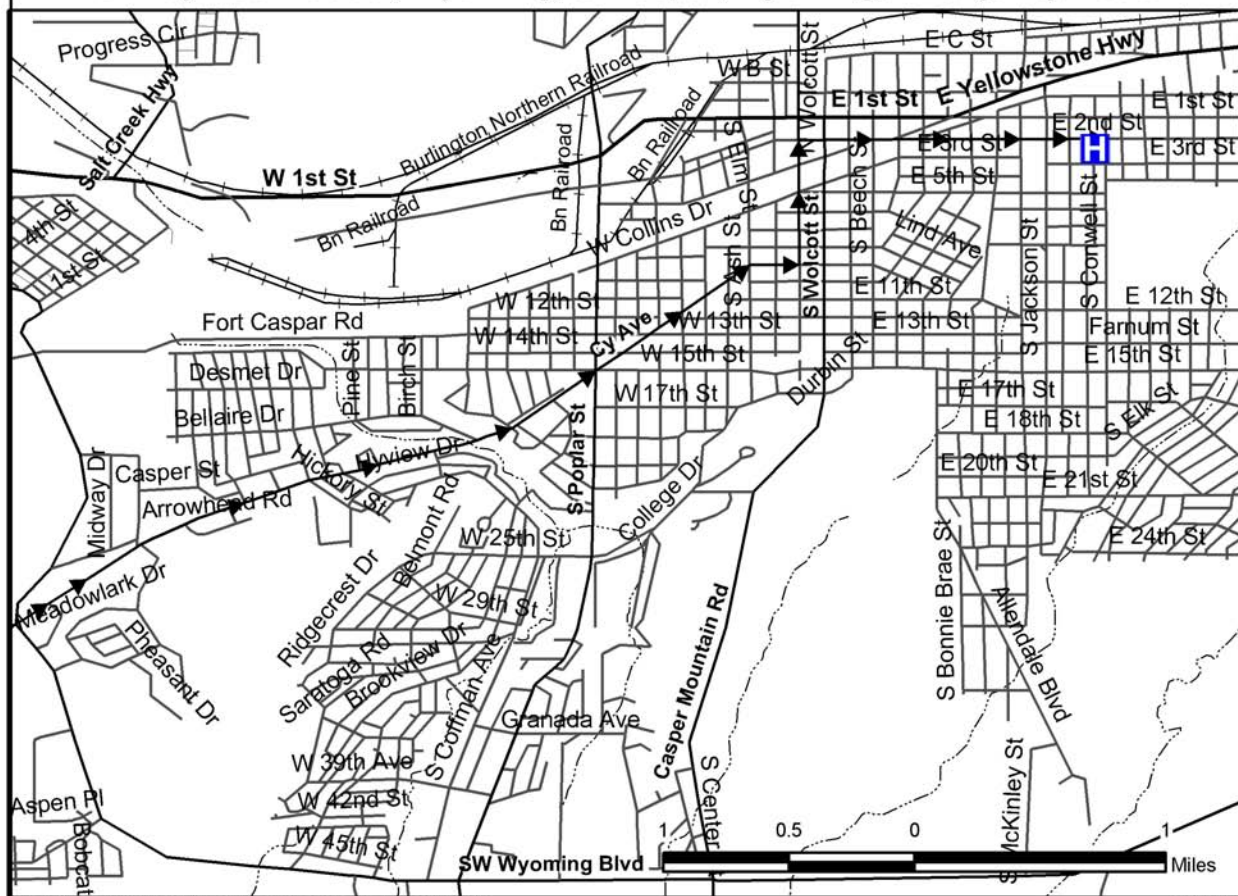 Progress Cir
Salt Creek Hwy
Burlington Northern Railroad
W B St
N Wolcott St
E C St
E Yellowstone Hwy
E 1st St
E 1st St
E 2nd St
E 3rd St
E 3rd St
H
W 1st St
Bn Railroad
Bn Railroad
Bn Railroad
S Elm St
S Beech St
E 5th St
W Collins Dr
Lind Ave
4th St
1st St
S Ash St
S Wolcott St
S Conwell St
S Jackson St
E 11th St
E 12th St
W 12th St
Fort Caspar Rd
W 14th St
Cy Ave
W 13th St
E 13th St
Farnum St
W 15th St
E 15th St
Desmet Dr
Pine St
Birch St
Durbin St
W 17th St
E 17th St
Bellaire Dr
E 18th St
S Elk St
Hyview Dr
Hickory St
S Poplar St
Midway Dr
Casper St
Arrowhead Rd
College Dr
E 20th St
E 21st St
Belmont Rd
W 25th St
E 24th St
Meadowlark Dr
Ridgecrest Dr
W 29th St
Pheasant Dr
Saratoga Rd
Brookview Dr
S Coffman Ave
Casper Mountain Rd
S Bonnie Brae St
Allendale Blvd
Granada Ave
W 39th Ave
W 42nd St
W 45th St
Aspen Pl
Bobcat
S Center
S McKinley St
SW Wyoming Blvd
1 0.5 0 1
Miles